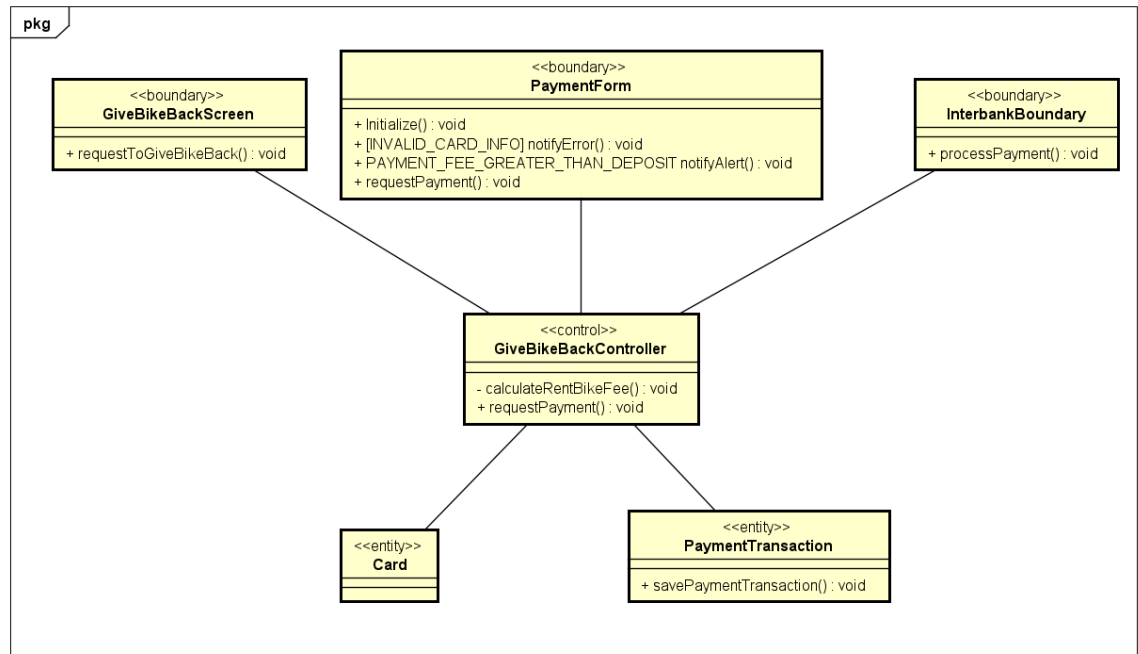 pkg
<<boundary>>
GiveBikeBackScreen
+ requestToGiveBikeBack() : void
<<boundary>>
PaymentForm
+ Initialize() : void
+ [INVALID_CARD_INFO] notifyError() : void
+ PAYMENT_FEE_GREATER_THAN_DEPOSIT notifyAlert() : void
+ requestPayment() : void
<<boundary>>
InterbankBoundary
+ processPayment() : void
<<control>>
GiveBikeBackController
- calculateRentBikeFee() : void
+ requestPayment() : void
<<entity>>
Card
<<entity>>
PaymentTransaction
+ savePaymentTransaction() : void